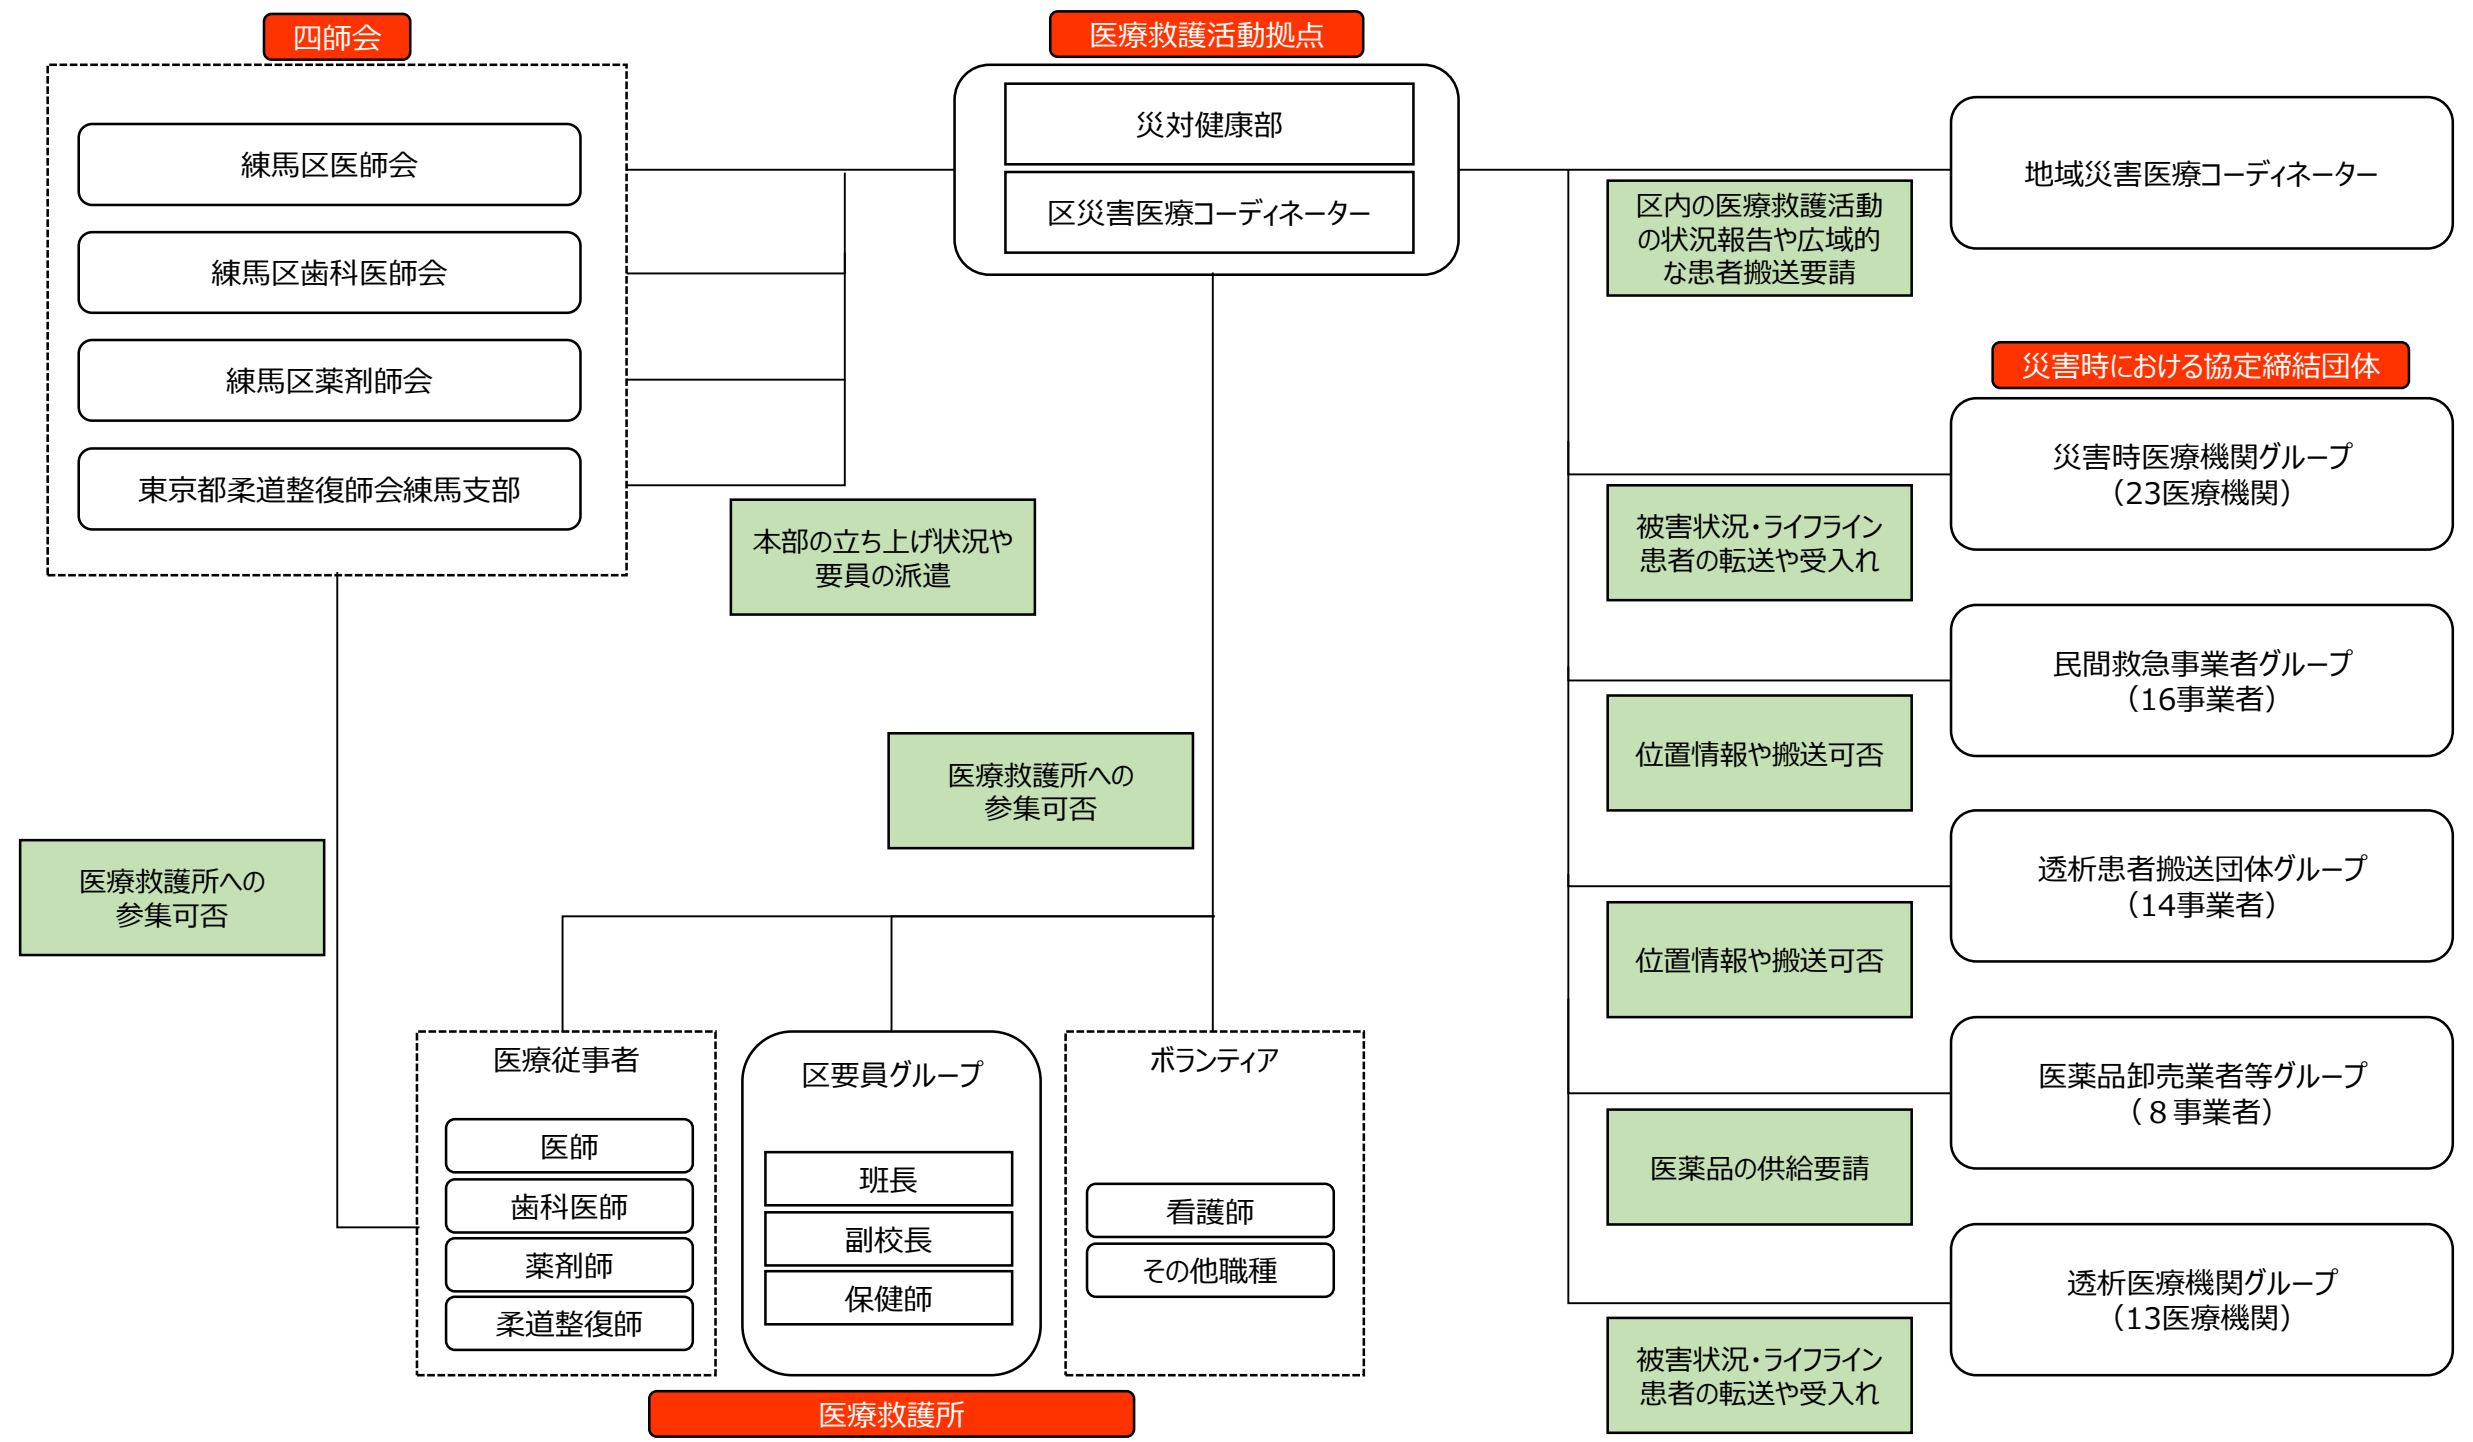 四師会
練馬区医師会
練馬区歯科医師会
練馬区薬剤師会
東京都柔道整復師会練馬支部
医療救護活動拠点
災対健康部
区災害医療コーディネーター
本部の立ち上げ状況や
要員の派遣
医療救護所への
参集可否
医療救護所への
参集可否
医療従事者
医師
歯科医師
薬剤師
柔道整復師
区要員グループ
班長
副校長
保健師
ボランティア
看護師
その他職種
医療救護所
地域災害医療コーディネーター
区内の医療救護活動
の状況報告や広域的
な患者搬送要請
災害時における協定締結団体
災害時医療機関グループ
（23医療機関）
被害状況・ライフライン
患者の転送や受入れ
民間救急事業者グループ
（16事業者）
位置情報や搬送可否
透析患者搬送団体グループ
（14事業者）
位置情報や搬送可否
医薬品卸売業者等グループ
（８事業者）
医薬品の供給要請
透析医療機関グループ
（13医療機関）
被害状況・ライフライン
患者の転送や受入れ